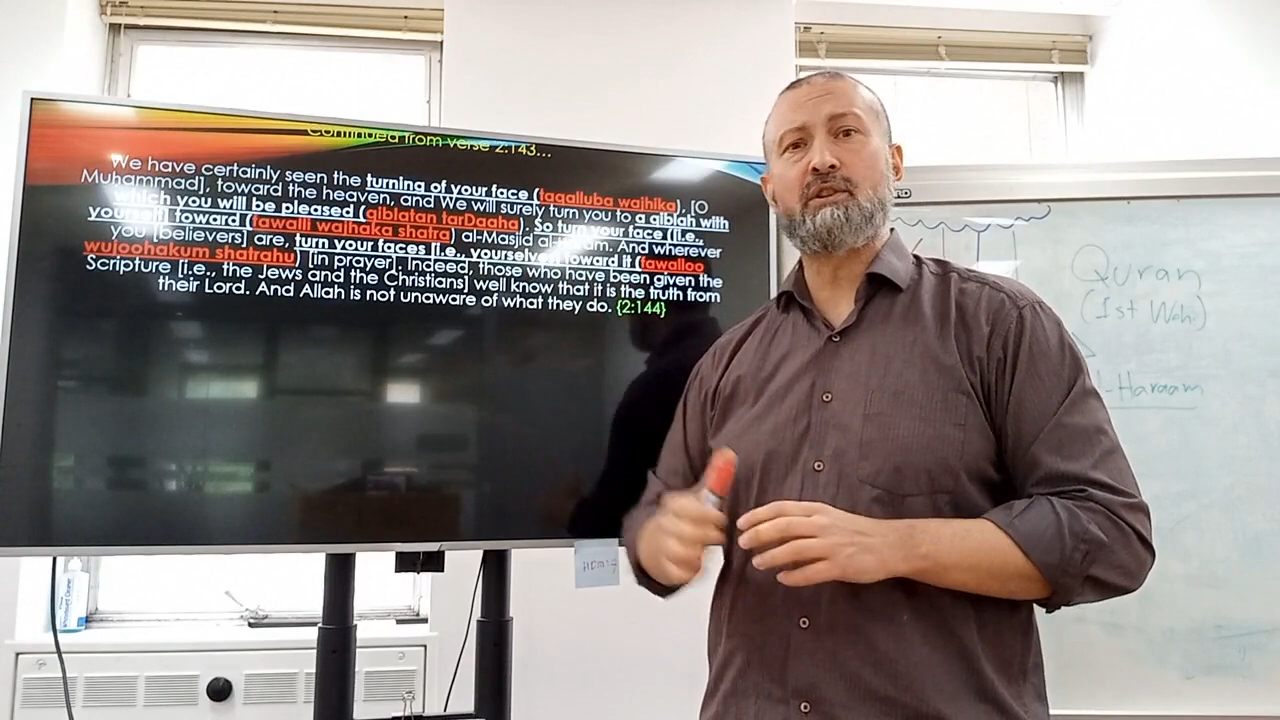 Continued from verse 2:143...
We have certainly seen the turning of your face (taqalluba wajhika), [O
Muhammad], toward the heaven, and We will surely turn you to a qiblah with
which you will be pleased (qiblatan tarDaaha). So turn your face ([i.e.,
yourself] toward (fawalli wajhaka shatra) al-Masjid al-Haram. And wherever
you [believers] are, turn your faces [i.e., yourselves] toward it (fawalloo
wujoohakum shatrahu) [in prayer]. Indeed, those who have been given the
Scripture [i.e., the Jews and the Christians] well know that it is the truth from
their Lord. And Allah is not unaware of what they do. {2:144}
Quran
(1st Wahi)
l-Haraam